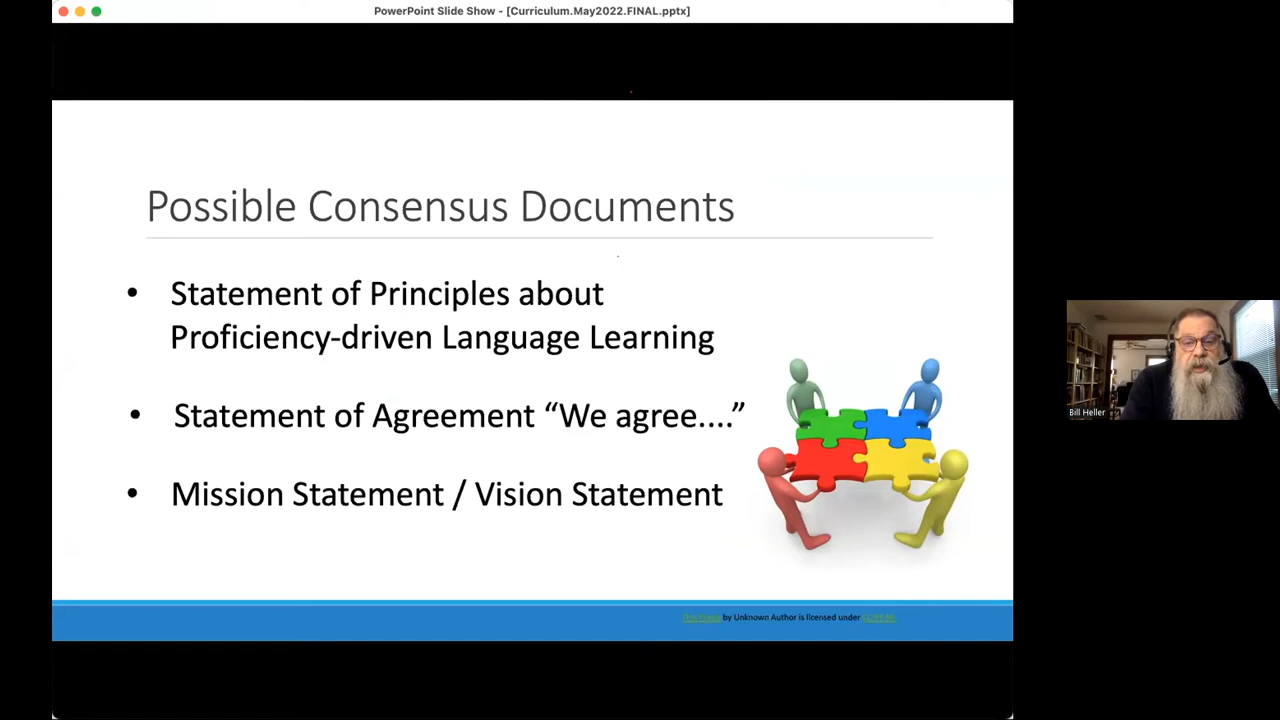 PowerPoint Slide Show - [Curriculum.May2022.FINAL.pptx]
Possible Consensus Documents
• Statement of Principles about
Proficiency-driven Language Learning
• Statement of Agreement “We agree....”
• Mission Statement / Vision Statement
by Unknown Author is licensed under
Bill Heller